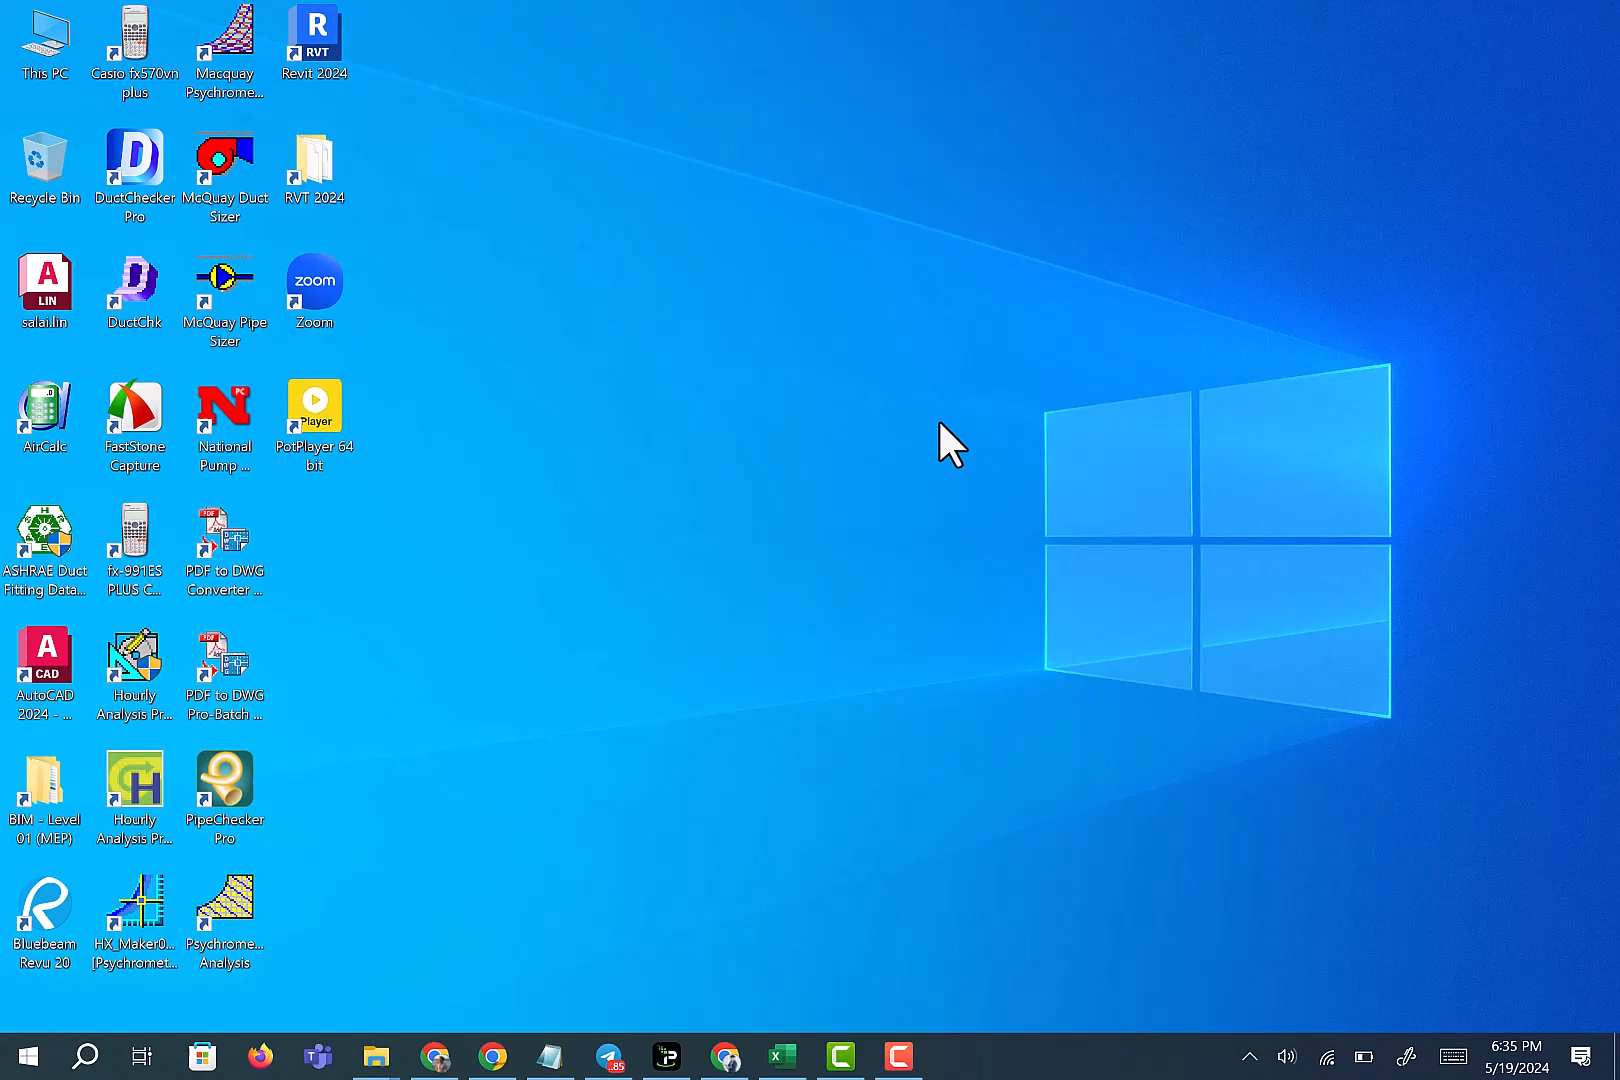 This PC
Casio fx570vn
plus
Macquay
Psychrome...
R
RVT
Revit 2024
Recycle Bin
D
DuctChecker
Pro
McQuay Duct
Sizer
RVT 2024
A
LIN
salai.lin
DuctChk
McQuay Pipe
Sizer
zoom
Zoom
AirCalc
FastStone
Capture
N
PC
National
Pump ...
Player
PotPlayer 64
bit
ASHRAE Duct
Fitting Data...
fx-991ES
PLUS C...
PDF
PDF to DWG
Converter ...
A
CAD
AutoCAD
2024 - ...
Hourly
Analysis Pr...
PDF
PDF to DWG
Pro-Batch ...
BIM - Level
01 (MEP)
H
Hourly
Analysis Pr...
PipeChecker
Pro
Bluebeam
Revu 20
HX_Maker0...
[Psychromet...
Psychrome...
Analysis
85
6:35 PM
5/19/2024